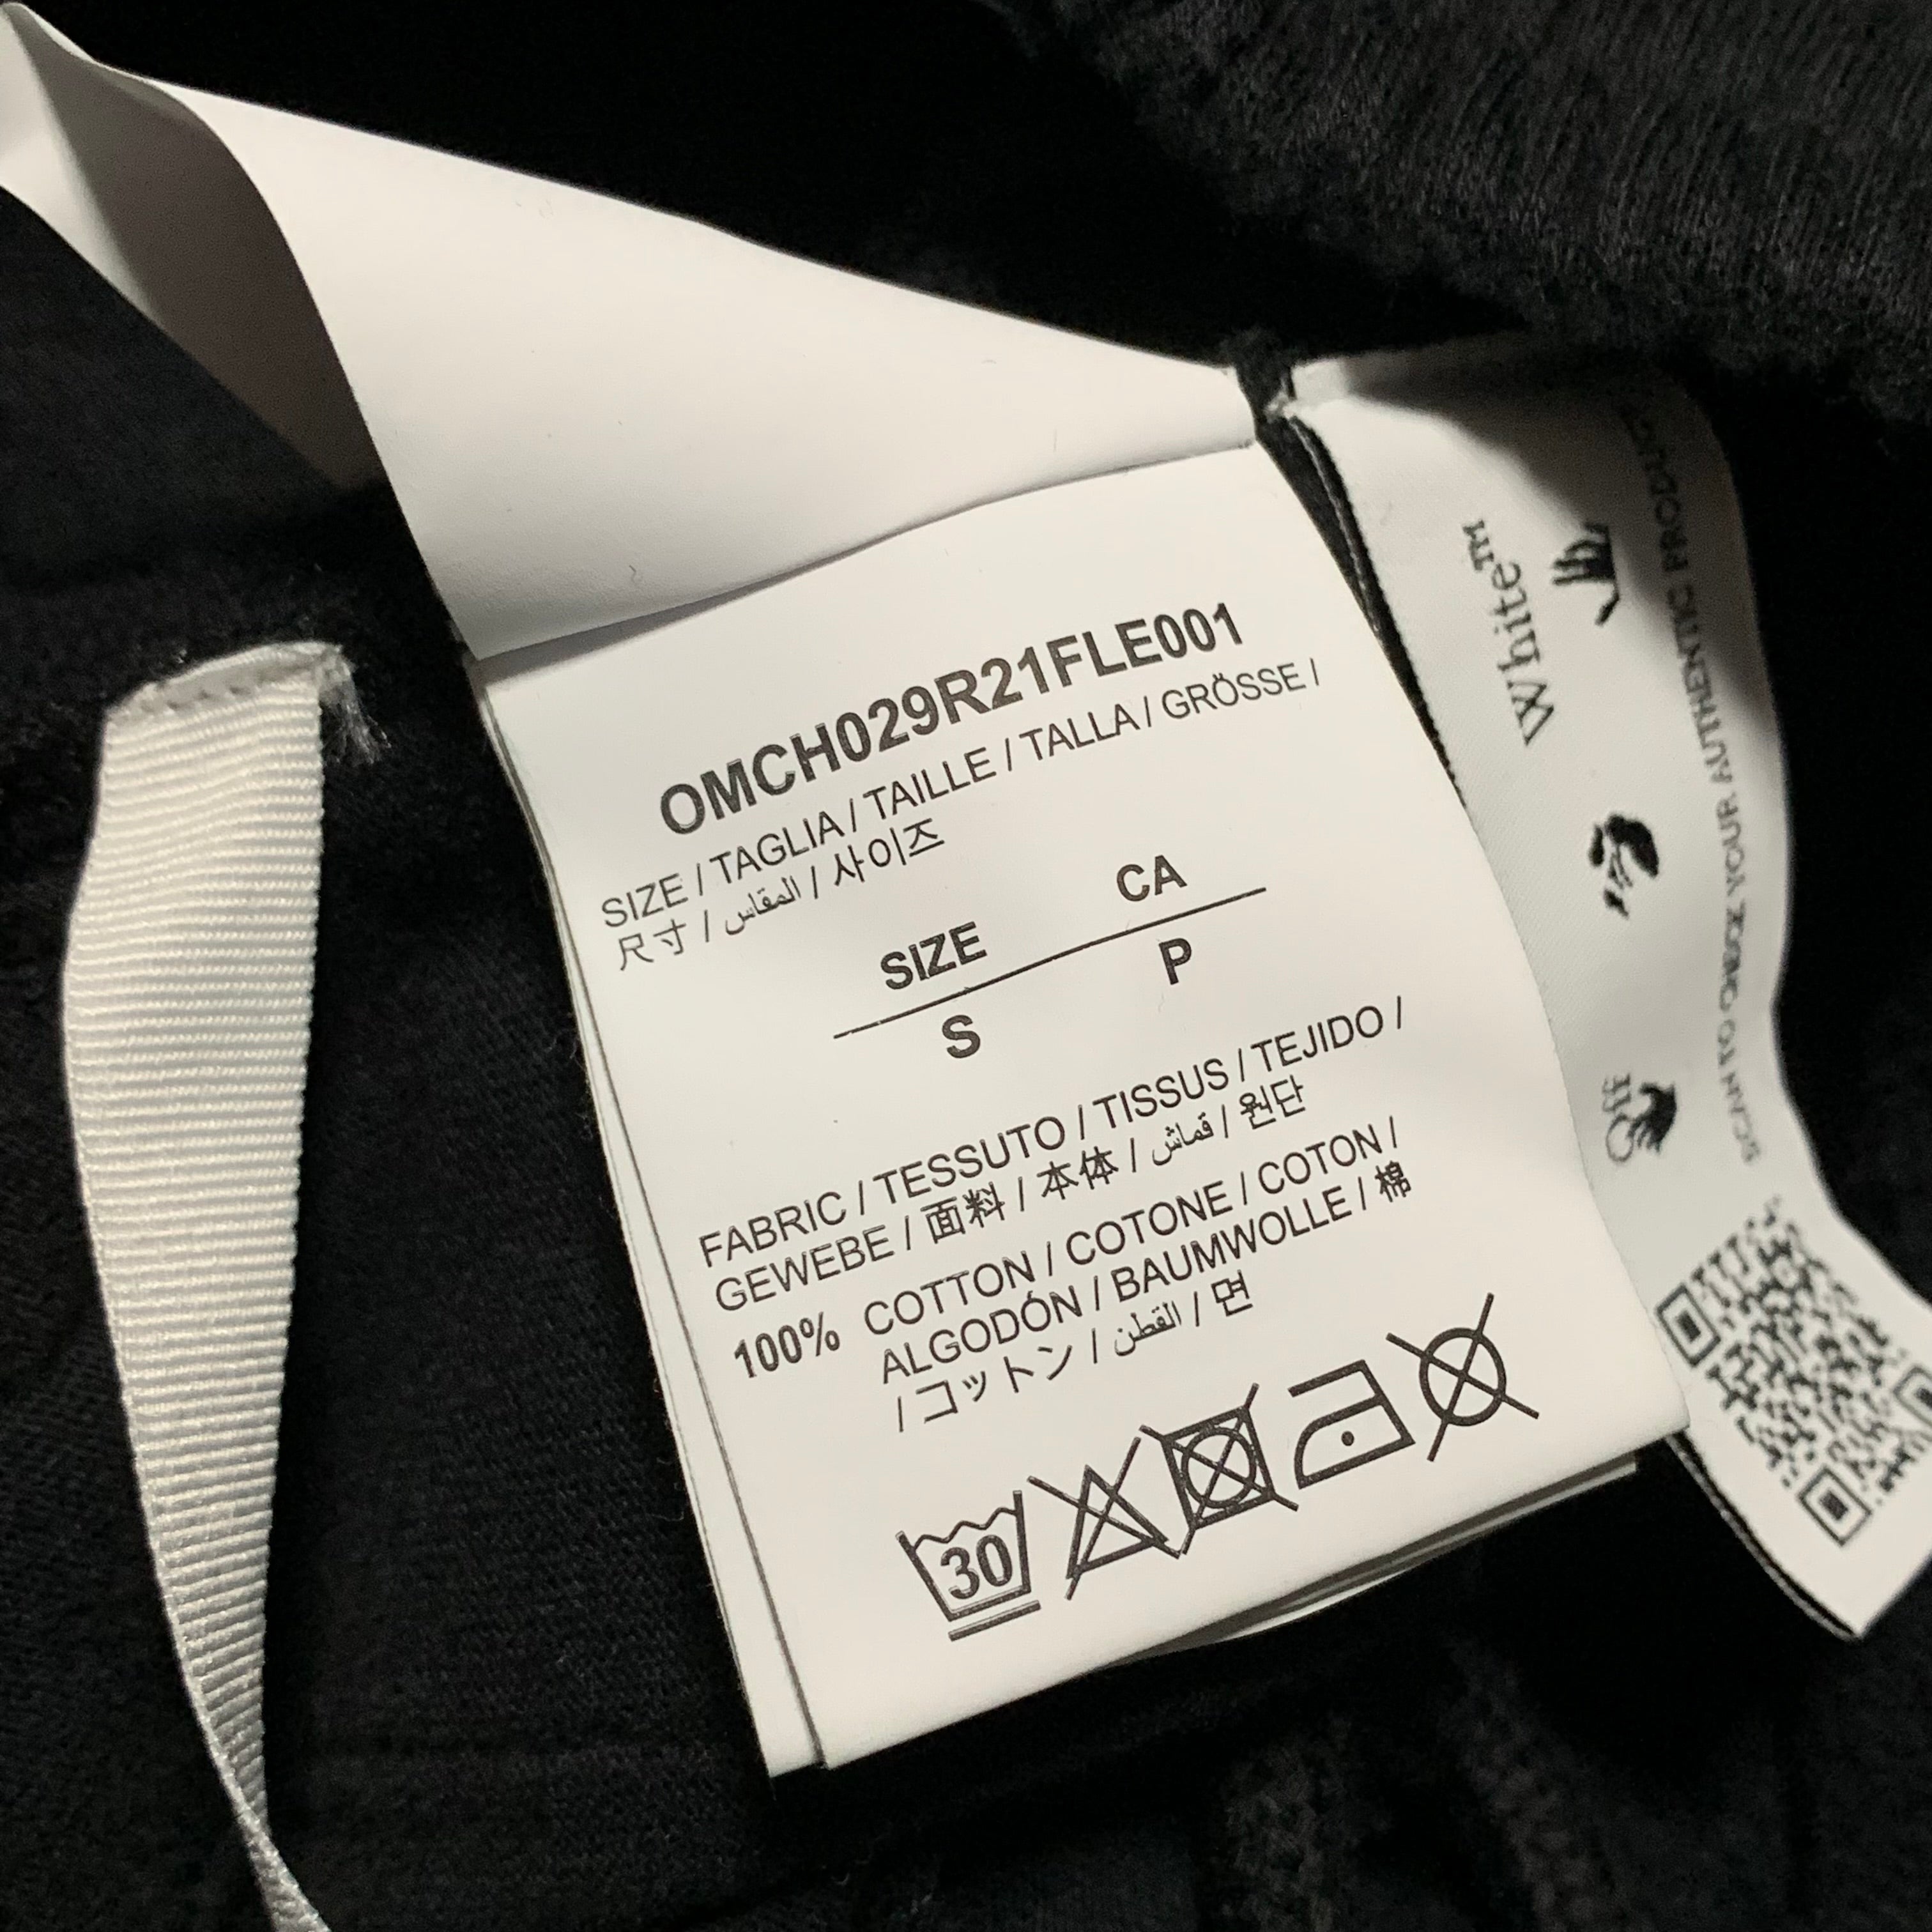 OMCH029R21FLE001
SIZE / TAGLIA / TAILLE / TALLA / GRÖSSE /
尺寸 / المقاس / 사이즈
SIZE CA
S P
FABRIC / TESSUTO / TISSUS / TEJIDO /
GEWEBE / 面料 / 本体 / قماش / 원단
100% COTTON / COTONE / COTON /
ALGODÓN / BAUMWOLLE / 棉
/ コットン / القطن / 면
30
Off
White™
SCAN TO CHECK YOUR AUTHENTIC PRODUCT